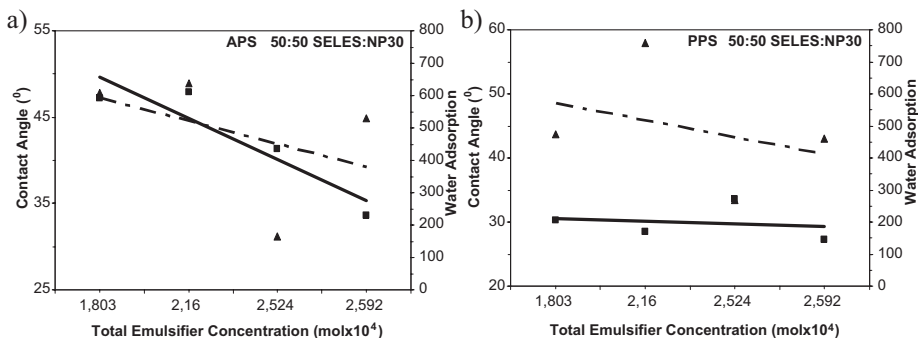 a)
APS 50:50 SELES:NP30
55
45
35
25
Contact Angle (⁰)
800
700
600
500
400
300
200
100
0
Water Adsorption
1,803 2,16 2,524 2,592
Total Emulsifier Concentration (molx10⁴)
b)
PPS 50:50 SELES:NP30
60
50
40
30
20
Contact Angle (⁰)
800
700
600
500
400
300
200
100
0
Water Adsorption
1,803 2,16 2,524 2,592
Total Emulsifier Concentration (molx10⁴)